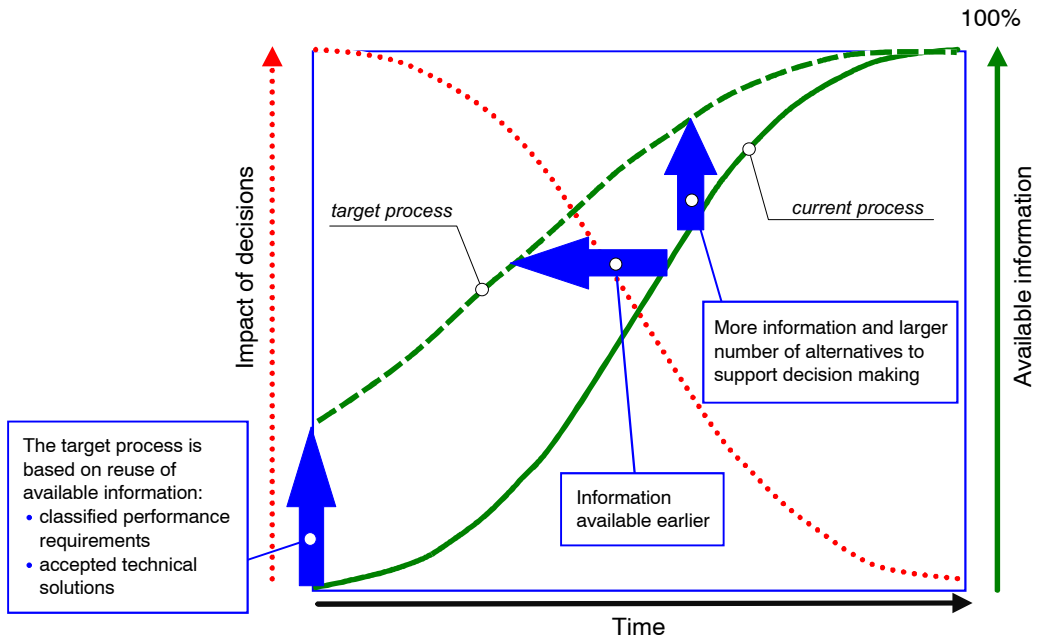 100%
Impact of decisions
target process
current process
Available information
More information and larger
number of alternatives to
support decision making
The target process is
based on reuse of
available information:
• classified performance
requirements
• accepted technical
solutions
Information
available earlier
Time